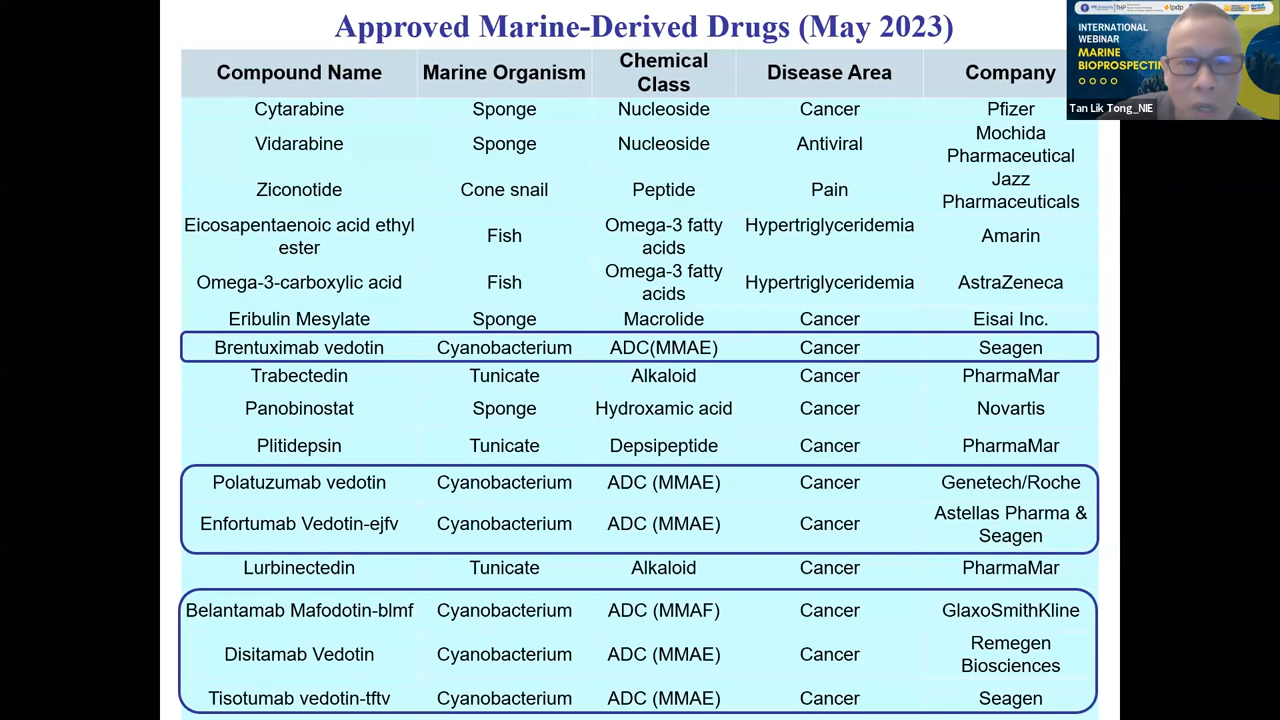 Approved Marine-Derived Drugs (May 2023)
INTERNATIONAL
WEBINAR
MARINE
BIOPROSPECTIN
Tan Lik Tong_NIE
Compound Name Marine Organism Chemical Class Disease Area Company
Cytarabine Sponge Nucleoside Cancer Pfizer
Vidarabine Sponge Nucleoside Antiviral Mochida Pharmaceutical
Ziconotide Cone snail Peptide Pain Jazz Pharmaceuticals
Eicosapentaenoic acid ethyl ester Fish Omega-3 fatty acids Hypertriglyceridemia Amarin
Omega-3-carboxylic acid Fish Omega-3 fatty acids Hypertriglyceridemia AstraZeneca
Eribulin Mesylate Sponge Macrolide Cancer Eisai Inc.
Brentuximab vedotin Cyanobacterium ADC(MMAE) Cancer Seagen
Trabectedin Tunicate Alkaloid Cancer PharmaMar
Panobinostat Sponge Hydroxamic acid Cancer Novartis
Plitidepsin Tunicate Depsipeptide Cancer PharmaMar
Polatuzumab vedotin Cyanobacterium ADC (MMAE) Cancer Genetech/Roche
Enfortumab Vedotin-ejfv Cyanobacterium ADC (MMAE) Cancer Astellas Pharma & Seagen
Lurbinectedin Tunicate Alkaloid Cancer PharmaMar
Belantamab Mafodotin-blmf Cyanobacterium ADC (MMAF) Cancer GlaxoSmithKline
Disitamab Vedotin Cyanobacterium ADC (MMAE) Cancer Remegen Biosciences
Tisotumab vedotin-tftv Cyanobacterium ADC (MMAE) Cancer Seagen